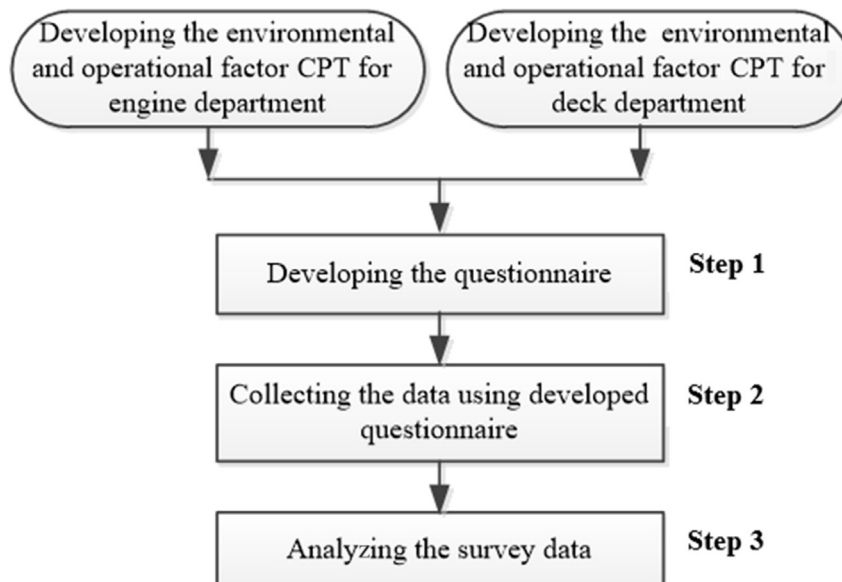 Developing the environmental
and operational factor CPT for
engine department
Developing the environmental
and operational factor CPT for
deck department
Developing the questionnaire
Step 1
Collecting the data using developed
questionnaire
Step 2
Analyzing the survey data
Step 3